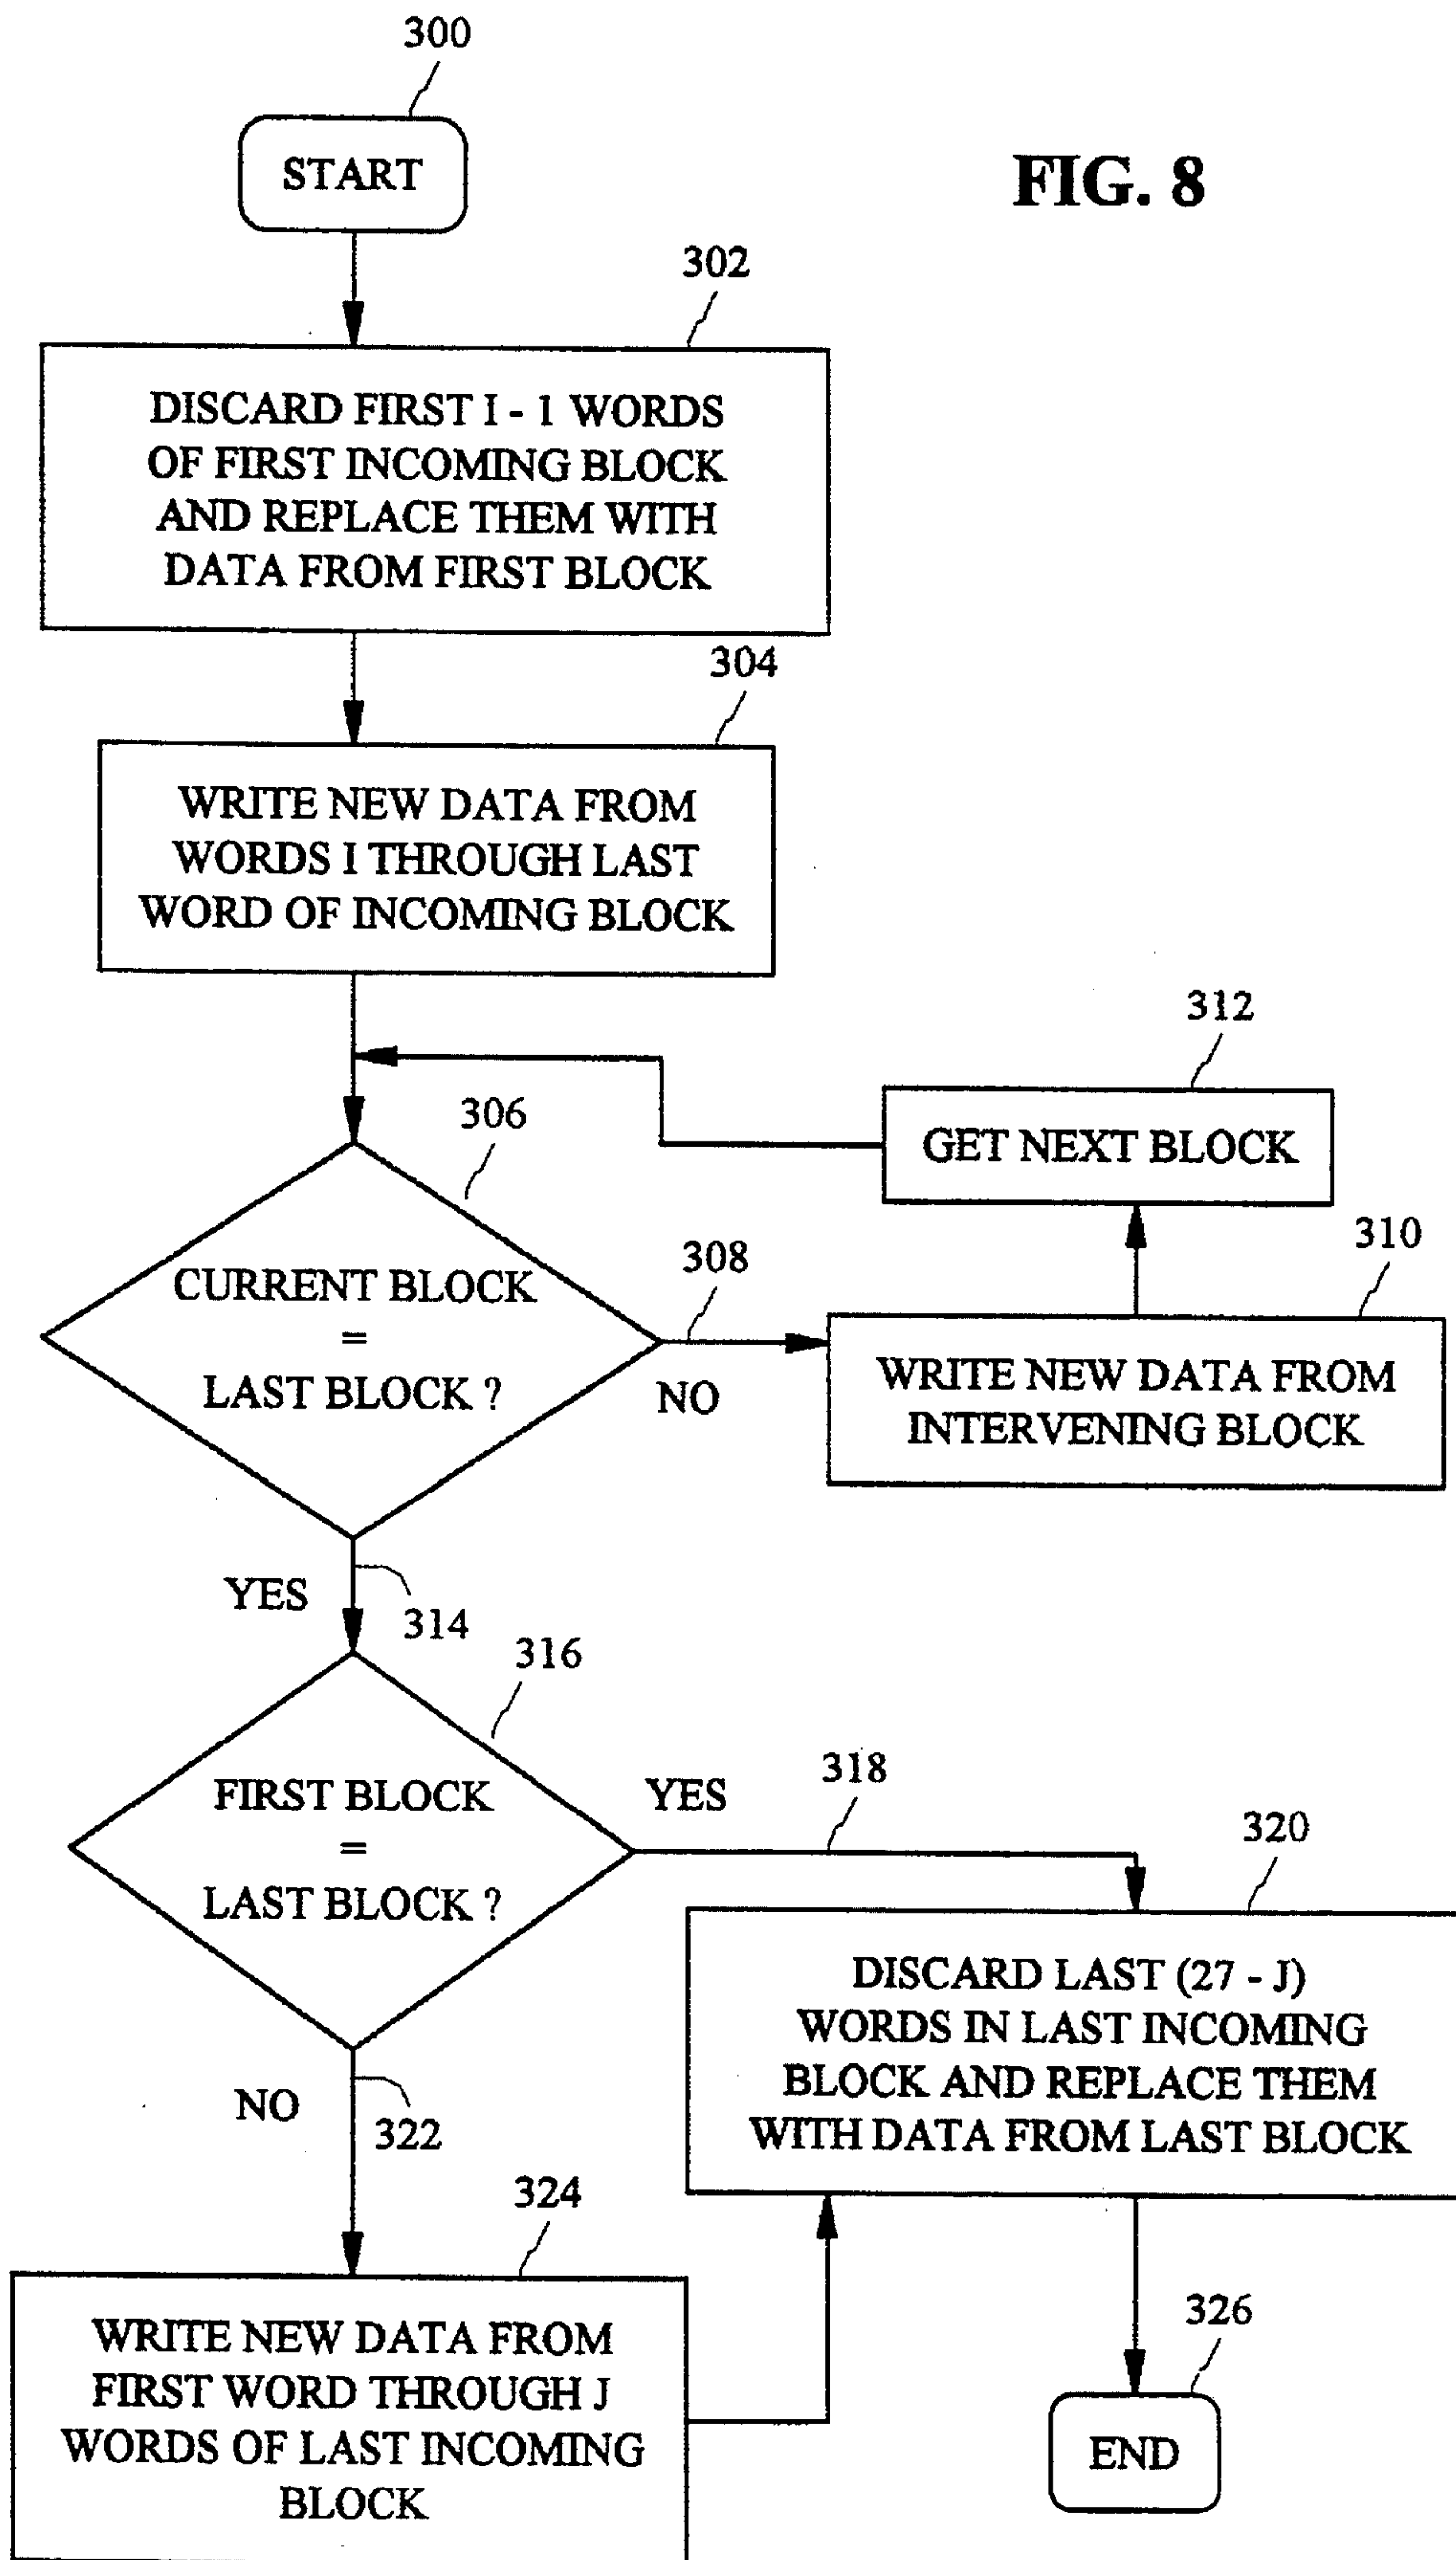 300
START
FIG. 8
302
DISCARD FIRST I - 1 WORDS
OF FIRST INCOMING BLOCK
AND REPLACE THEM WITH
DATA FROM FIRST BLOCK
304
WRITE NEW DATA FROM
WORDS I THROUGH LAST
WORD OF INCOMING BLOCK
312
GET NEXT BLOCK
306
CURRENT BLOCK
=
LAST BLOCK ?
308
NO
310
WRITE NEW DATA FROM
INTERVENING BLOCK
YES
314
316
FIRST BLOCK
=
LAST BLOCK ?
YES
318
320
DISCARD LAST (27 - J)
WORDS IN LAST INCOMING
BLOCK AND REPLACE THEM
WITH DATA FROM LAST BLOCK
NO
322
324
WRITE NEW DATA FROM
FIRST WORD THROUGH J
WORDS OF LAST INCOMING
BLOCK
326
END